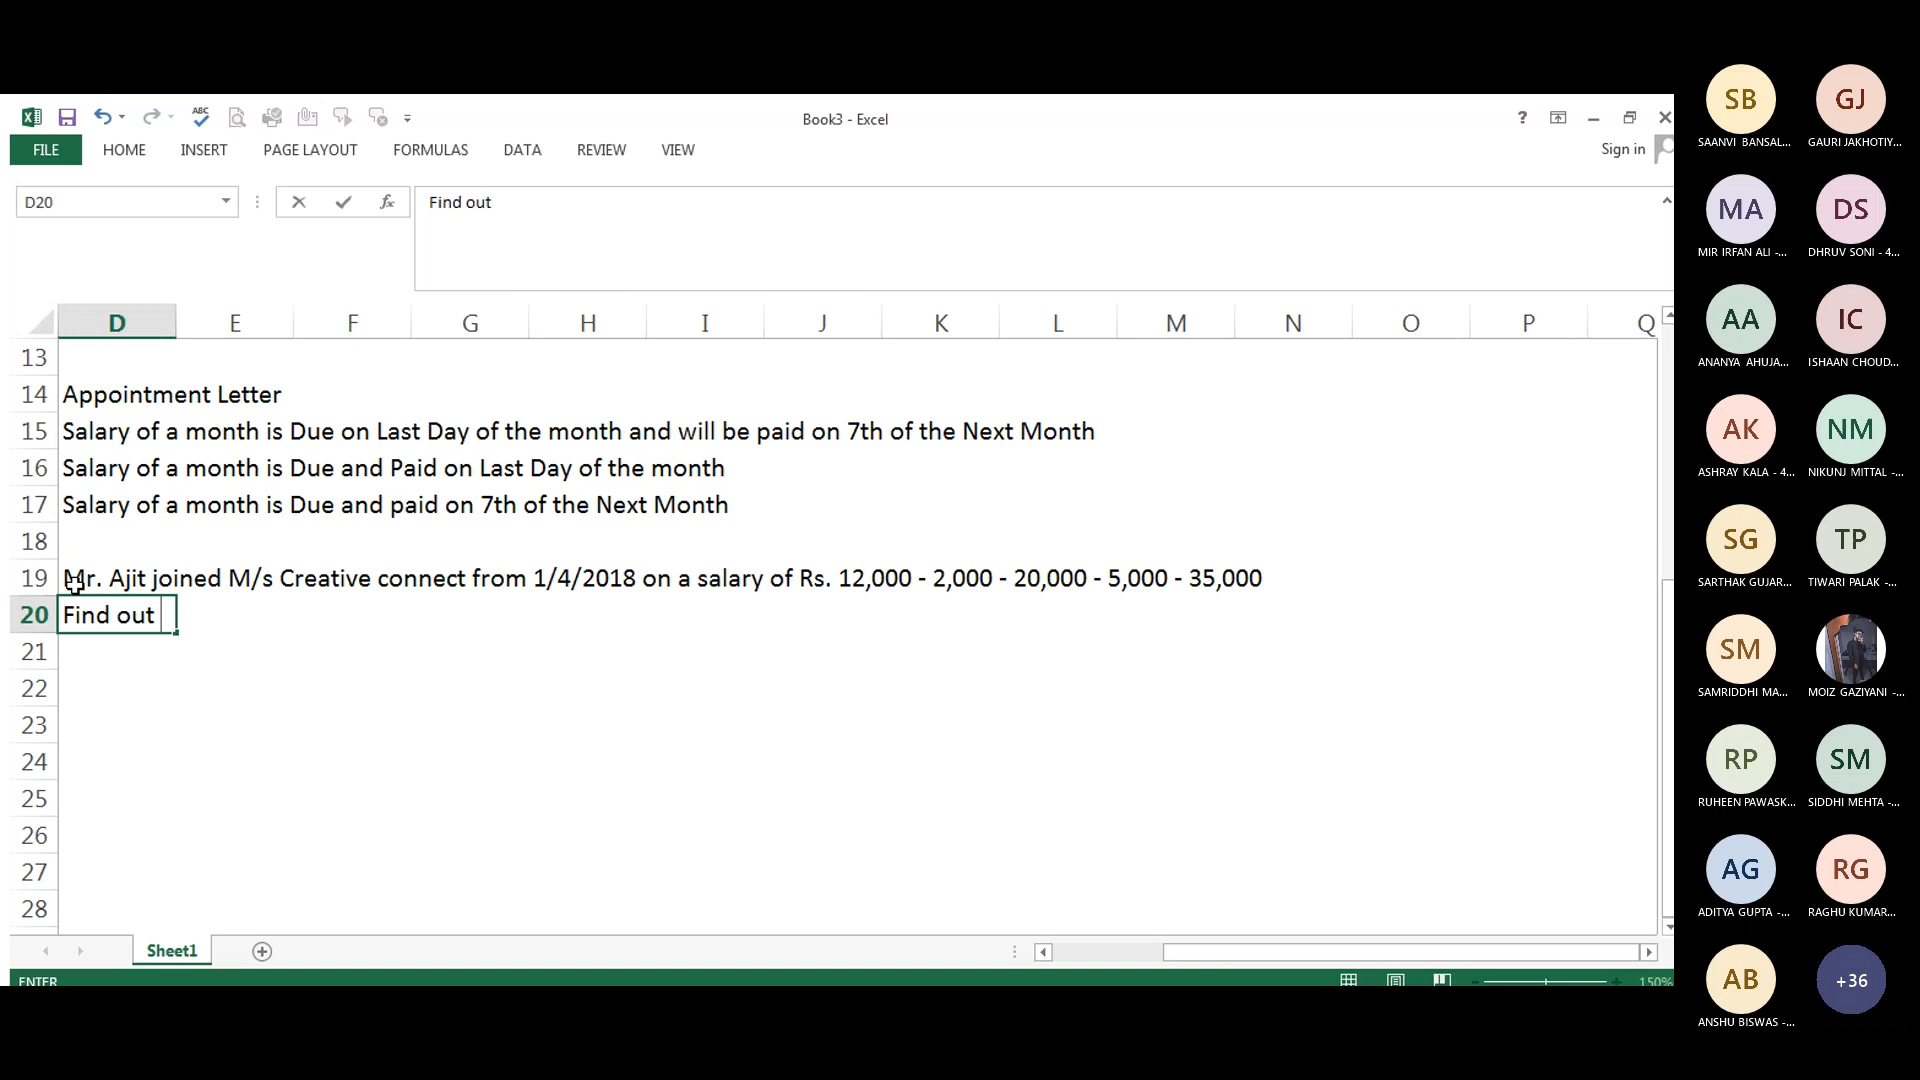 Book3 - Excel
FILE HOME INSERT PAGE LAYOUT FORMULAS DATA REVIEW VIEW Sign in
D20 Find out
D E F G H I J K L M N O P Q
13
14 Appointment Letter
15 Salary of a month is Due on Last Day of the month and will be paid on 7th of the Next Month
16 Salary of a month is Due and Paid on Last Day of the month
17 Salary of a month is Due and paid on 7th of the Next Month
18
19 Mr. Ajit joined M/s Creative connect from 1/4/2018 on a salary of Rs. 12,000 - 2,000 - 20,000 - 5,000 - 35,000
20 Find out
21
22
23
24
25
26
27
28
Sheet1
ENTER 150%
SB GJ
SAANVI BANSAL... GAURI JAKHOTIY...
MA DS
MIR IRFAN ALI -... DHRUV SONI - 4...
AA IC
ANANYA AHUJA... ISHAAN CHOUD...
AK NM
ASHRAY KALA - 4... NIKUNJ MITTAL -...
SG TP
SARTHAK GUJAR... TIWARI PALAK -...
SM
SAMRIDDHI MA... MOIZ GAZIYANI -...
RP SM
RUHEEN PAWASK... SIDDHI MEHTA -...
AG RG
ADITYA GUPTA -... RAGHU KUMAR...
AB +36
ANSHU BISWAS -...